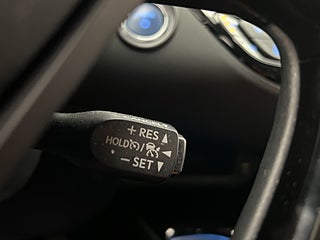 + RES
HOLD /
− SET